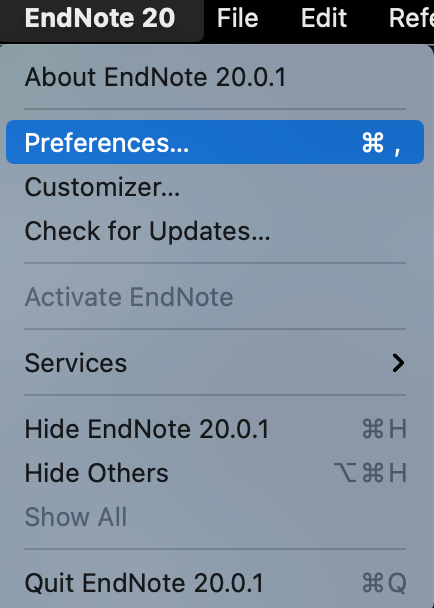 EndNote 20 File Edit
About EndNote 20.0.1
Preferences... ⌘ ,
Customizer...
Check for Updates...
Activate EndNote
Services
Hide EndNote 20.0.1 ⌘H
Hide Others ⌥⌘H
Show All
Quit EndNote 20.0.1 ⌘Q